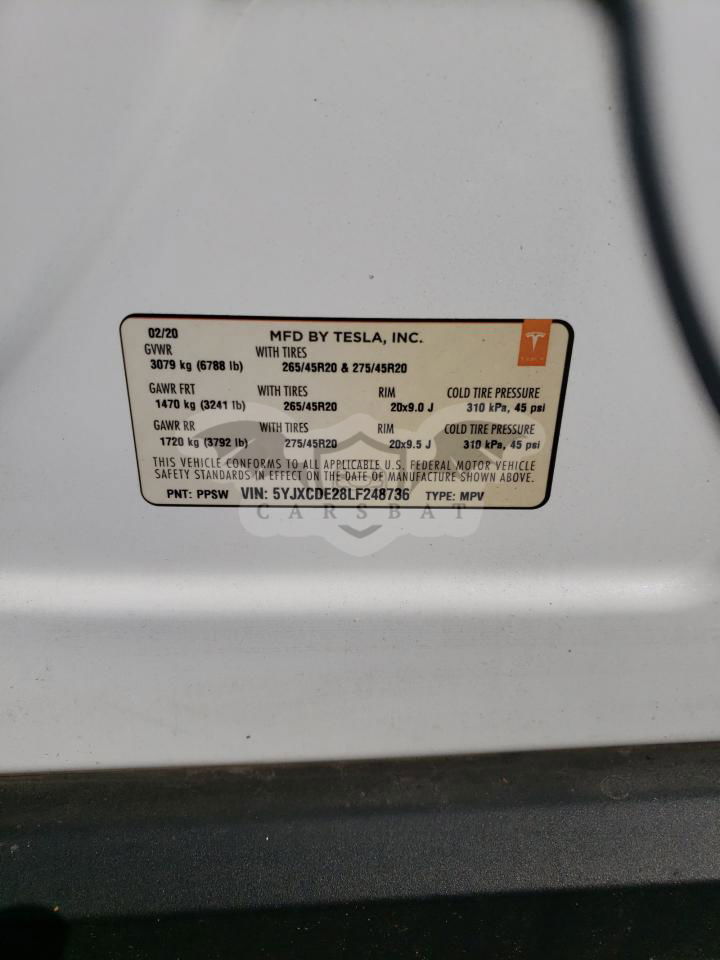 02/20 MFD BY TESLA, INC.
GVWR WITH TIRES
3079 kg (6788 lb) 265/45R20 & 275/45R20
GAWR FRT WITH TIRES RIM COLD TIRE PRESSURE
1470 kg (3241 lb) 265/45R20 20x9.0 J 310 kPa, 45 psi
GAWR RR WITH TIRES RIM COLD TIRE PRESSURE
1720 kg (3792 lb) 275/45R20 20x9.5 J 310 kPa, 45 psi
THIS VEHICLE CONFORMS TO ALL APPLICABLE U.S. FEDERAL MOTOR VEHICLE
SAFETY STANDARDS IN EFFECT ON THE DATE OF MANUFACTURE SHOWN ABOVE.
PNT: PPSW VIN: 5YJXCDE28LF248736 TYPE: MPV
TESLA
CARSBAT